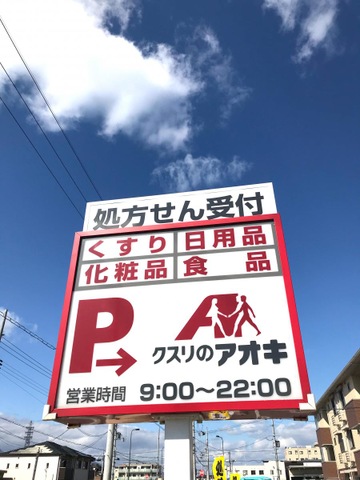 処方せん受付
くすり 日用品
化粧品 食品
P
クスリのアオキ
営業時間 9:00〜22:00